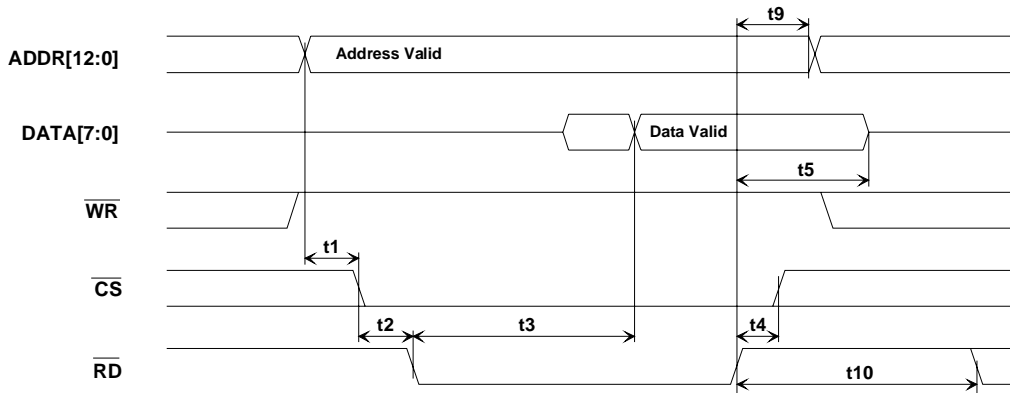 t9
ADDR[12:0]
Address Valid
DATA[7:0]
Data Valid
t5
WR
t1
CS
t2
t3
t4
RD
t10